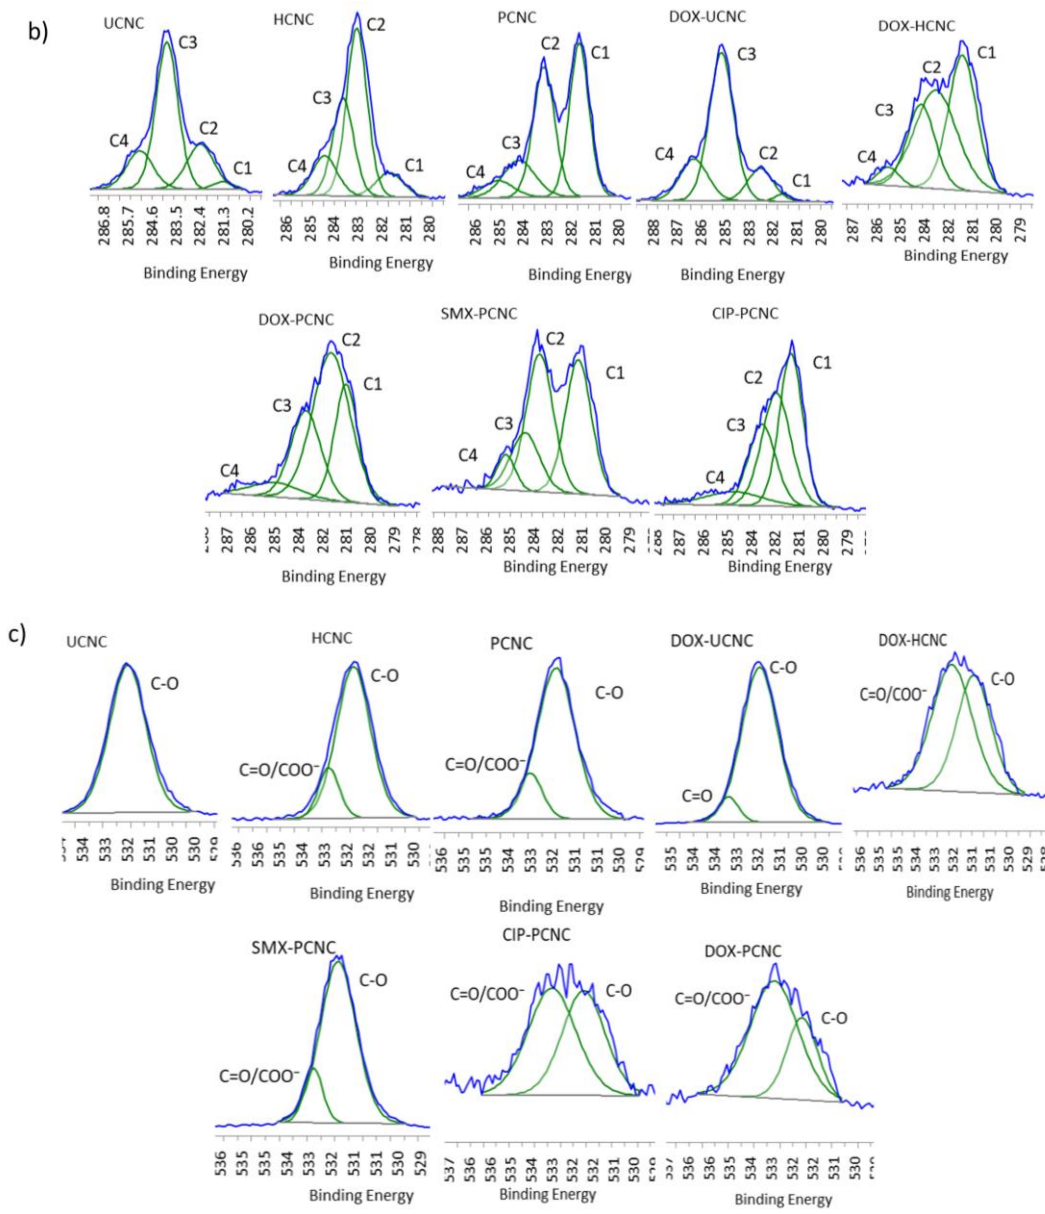 b)
UCNC
C4
C3
C2
C1
286.8 285.7 284.6 283.5 282.4 281.3 280.2
Binding Energy
HCNC
C4
C3
C2
C1
286 285 284 283 282 281 280
Binding Energy
PCNC
C4
C3
C2
C1
286 285 284 283 282 281 280
Binding Energy
DOX-UCNC
C4
C3
C2
C1
288 287 286 285 284 283 282 281 280
Binding Energy
DOX-HCNC
C4
C3
C2
C1
287 286 285 284 283 282 281 280 279
Binding Energy
DOX-PCNC
C4
C3
C2
C1
287 286 285 284 283 282 281 280 279 278
Binding Energy
SMX-PCNC
C4
C3
C2
C1
288 287 286 285 284 283 282 281 280 279
Binding Energy
CIP-PCNC
C4
C3
C2
C1
287 286 285 284 283 282 281 280 279
Binding Energy
c)
UCNC
C-O
534 533 532 531 530 530
Binding Energy
HCNC
C=O/COO⁻
C-O
536 535 534 533 532 532 531 530
Binding Energy
PCNC
C=O/COO⁻
C-O
536 535 535 534 533 532 531 531 530
Binding Energy
DOX-UCNC
C=O
C-O
535 534 533 532 531 530 530
Binding Energy
DOX-HCNC
C=O/COO⁻
C-O
536 535 534 533 532 531 531 530 529
Binding Energy
SMX-PCNC
C=O/COO⁻
C-O
536 535 534 533 532 531 530 529
Binding Energy
CIP-PCNC
C=O/COO⁻
C-O
537 536 535 534 533 532 532 531 530
Binding Energy
DOX-PCNC
C=O/COO⁻
C-O
536 535 534 533 532 532 531 530
Binding Energy